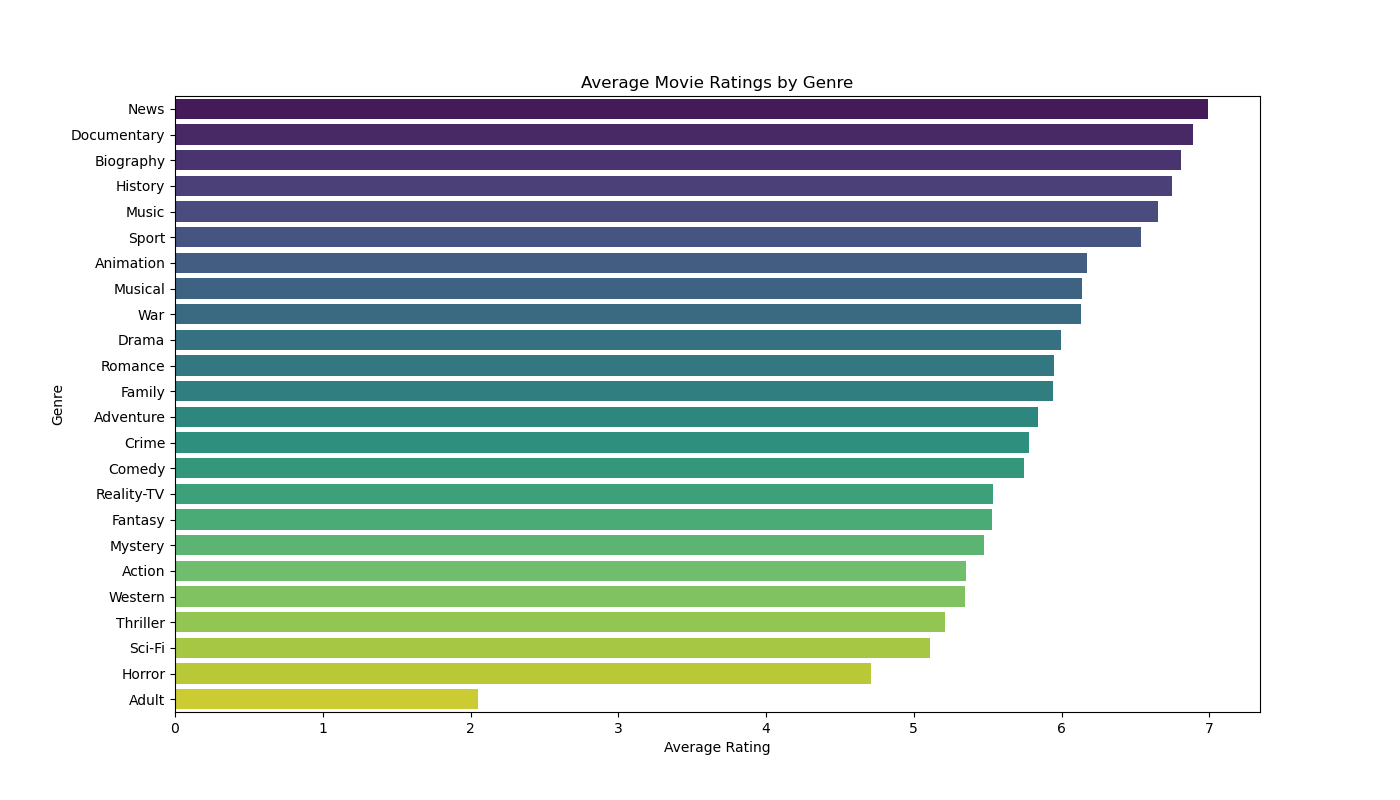 Average Movie Ratings by Genre
News
Documentary
Biography
History
Music
Sport
Animation
Musical
War
Drama
Romance
Family
Adventure
Crime
Comedy
Reality-TV
Fantasy
Mystery
Action
Western
Thriller
Sci-Fi
Horror
Adult
Genre
0 1 2 3 4 5 6 7
Average Rating